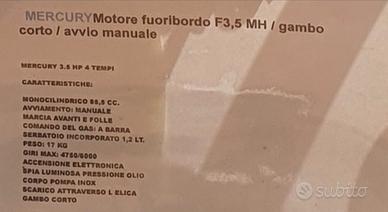 MERCURYMotore fuoribordo F3,5 MH / gambo
corto / avvio manuale
MERCURY 3.5 HP 4 TEMPI
CARATTERISTICHE:
MONOCILINDRICO 85,5 CC.
AVVIAMENTO: MANUALE
MARCIA AVANTI E FOLLE
COMANDO DEL GAS: A BARRA
SERBATOIO INCORPORATO 1,2 LT.
PESO: 17 KG
GIRI MAX: 4750/6000
ACCENSIONE ELETTRONICA
SPIA LUMINOSA PRESSIONE OLIO
CORPO POMPA INOX
SCARICO ATTRAVERSO L ELICA
GAMBO CORTO
subito